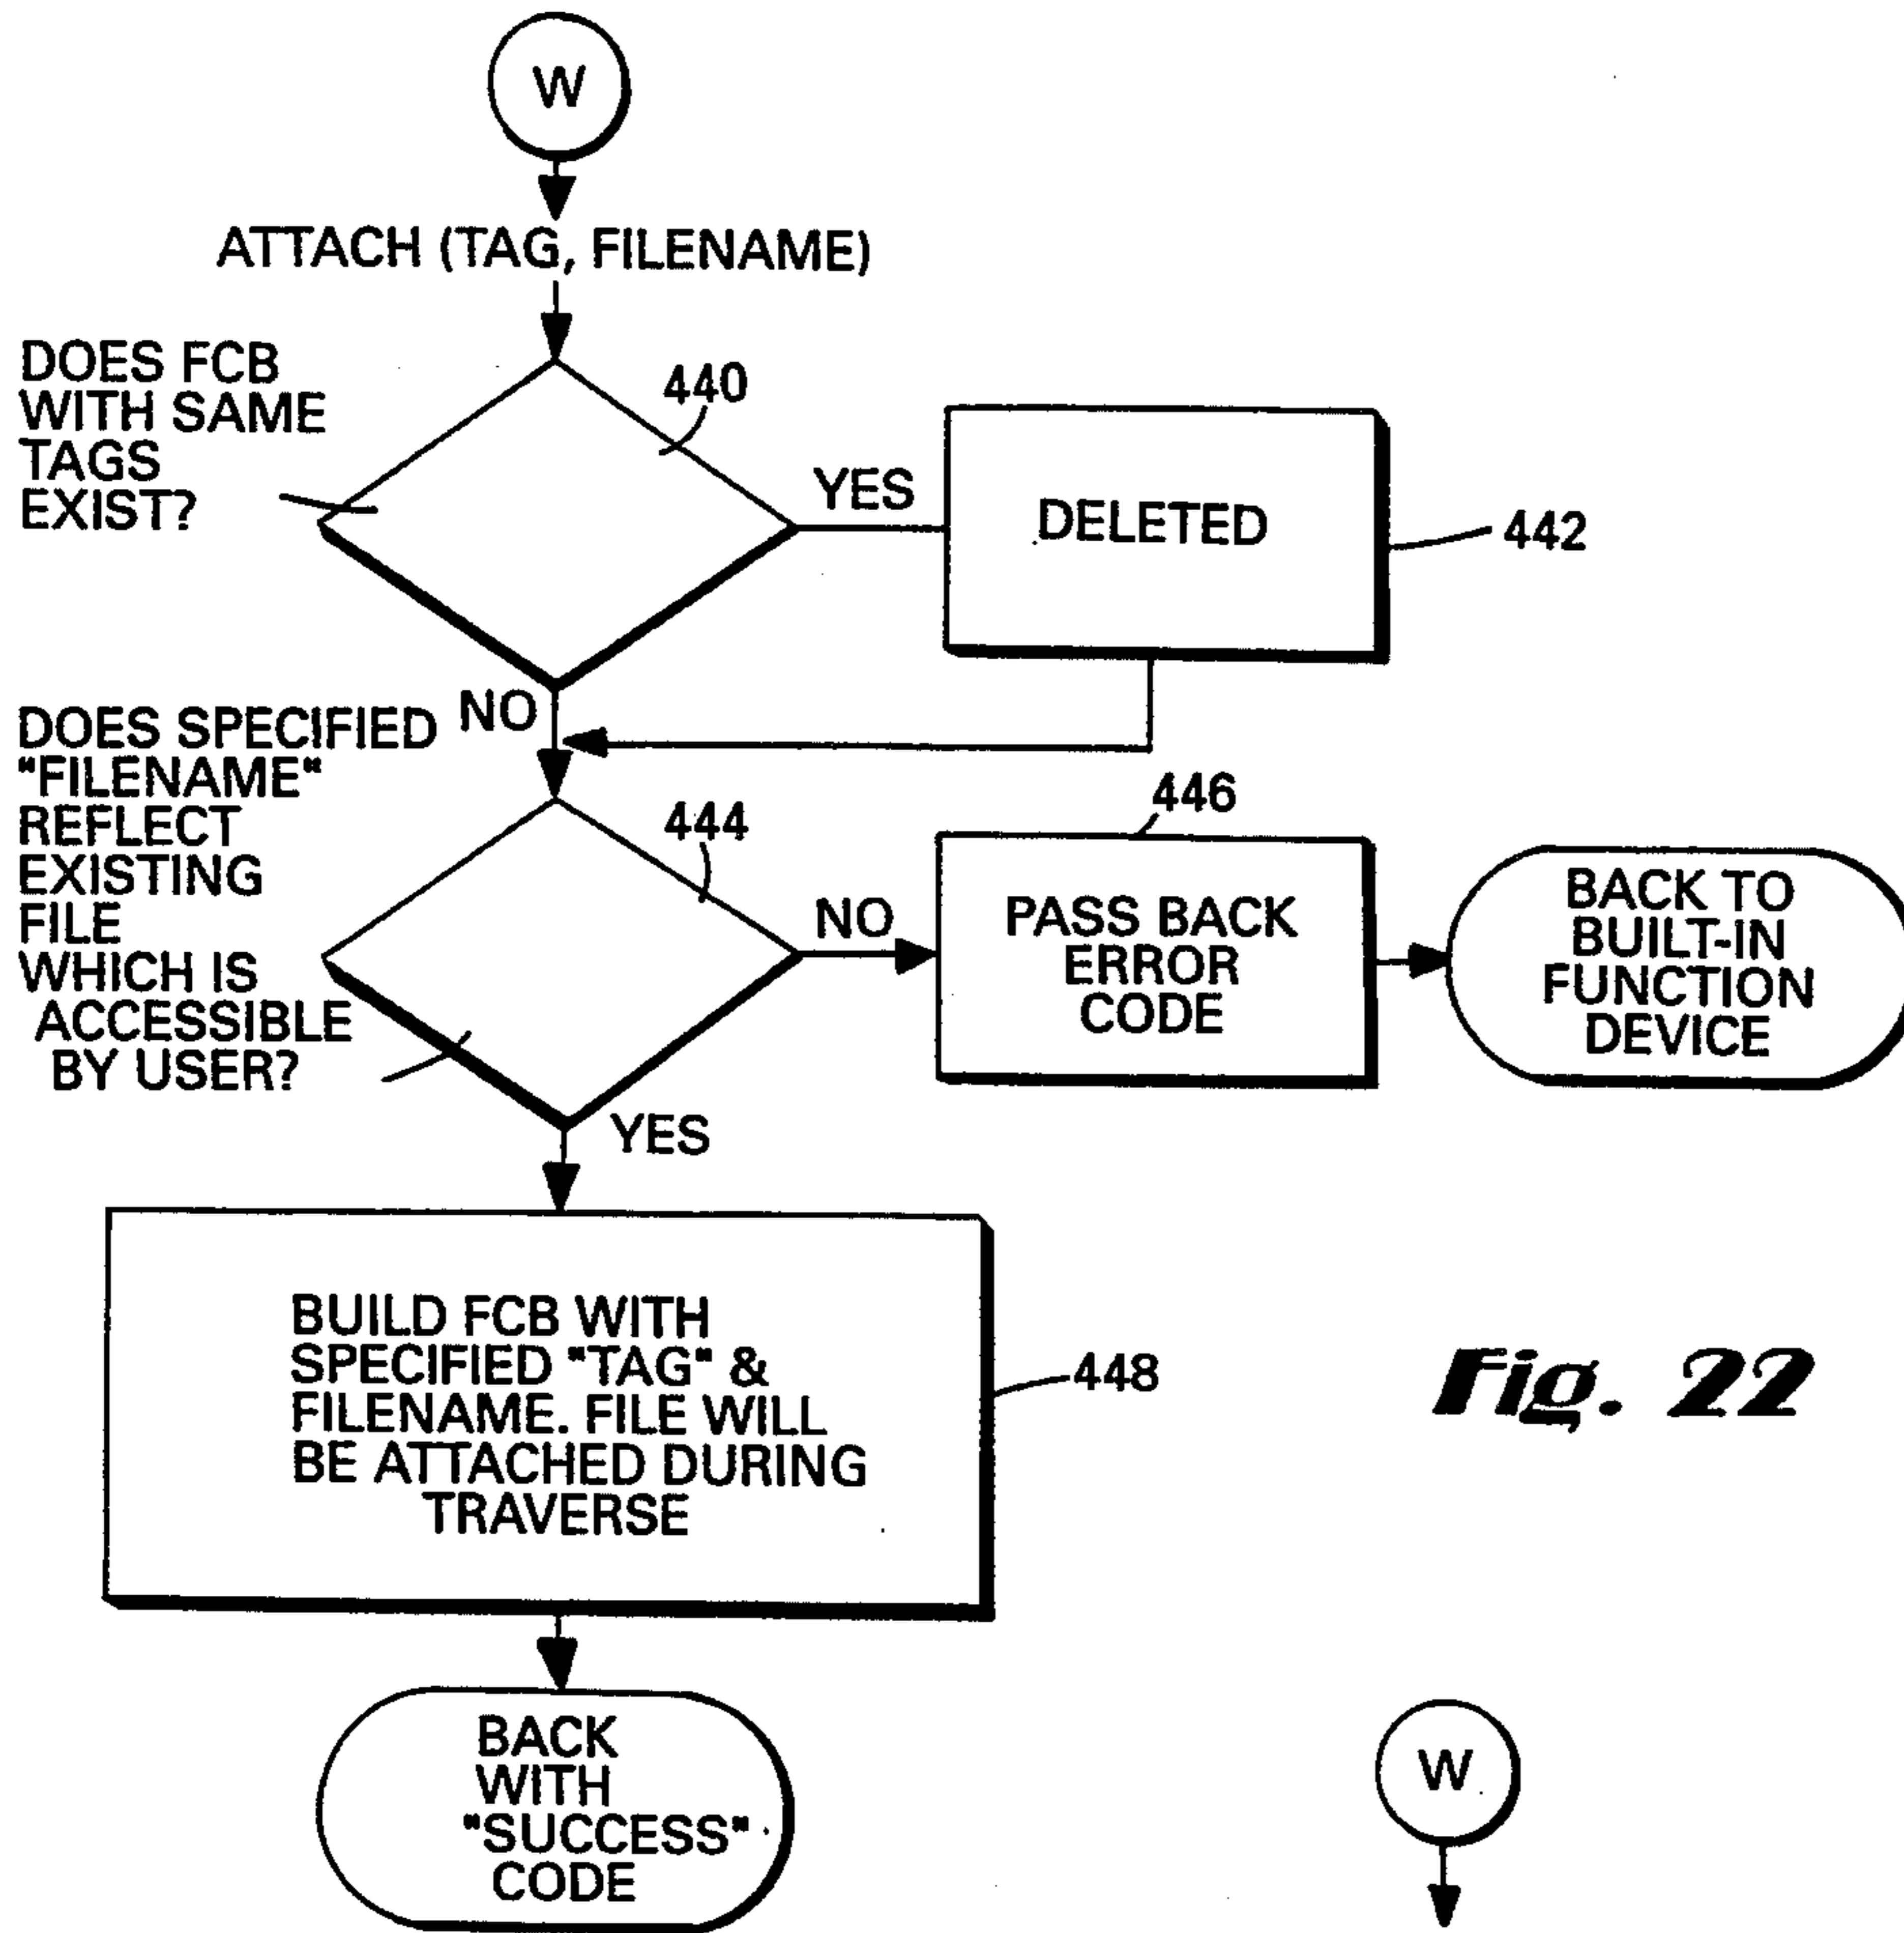 W
ATTACH (TAG, FILENAME)
DOES FCB
WITH SAME
TAGS
EXIST?
440
YES
DELETED
442
NO
DOES SPECIFIED
"FILENAME"
REFLECT
EXISTING
FILE
WHICH IS
ACCESSIBLE
BY USER?
444
NO
446
PASS BACK
ERROR
CODE
BACK TO
BUILT-IN
FUNCTION
DEVICE
YES
BUILD FCB WITH
SPECIFIED "TAG" &
FILENAME. FILE WILL
BE ATTACHED DURING
TRAVERSE
448
Fig. 22
BACK
WITH
"SUCCESS"
CODE
W